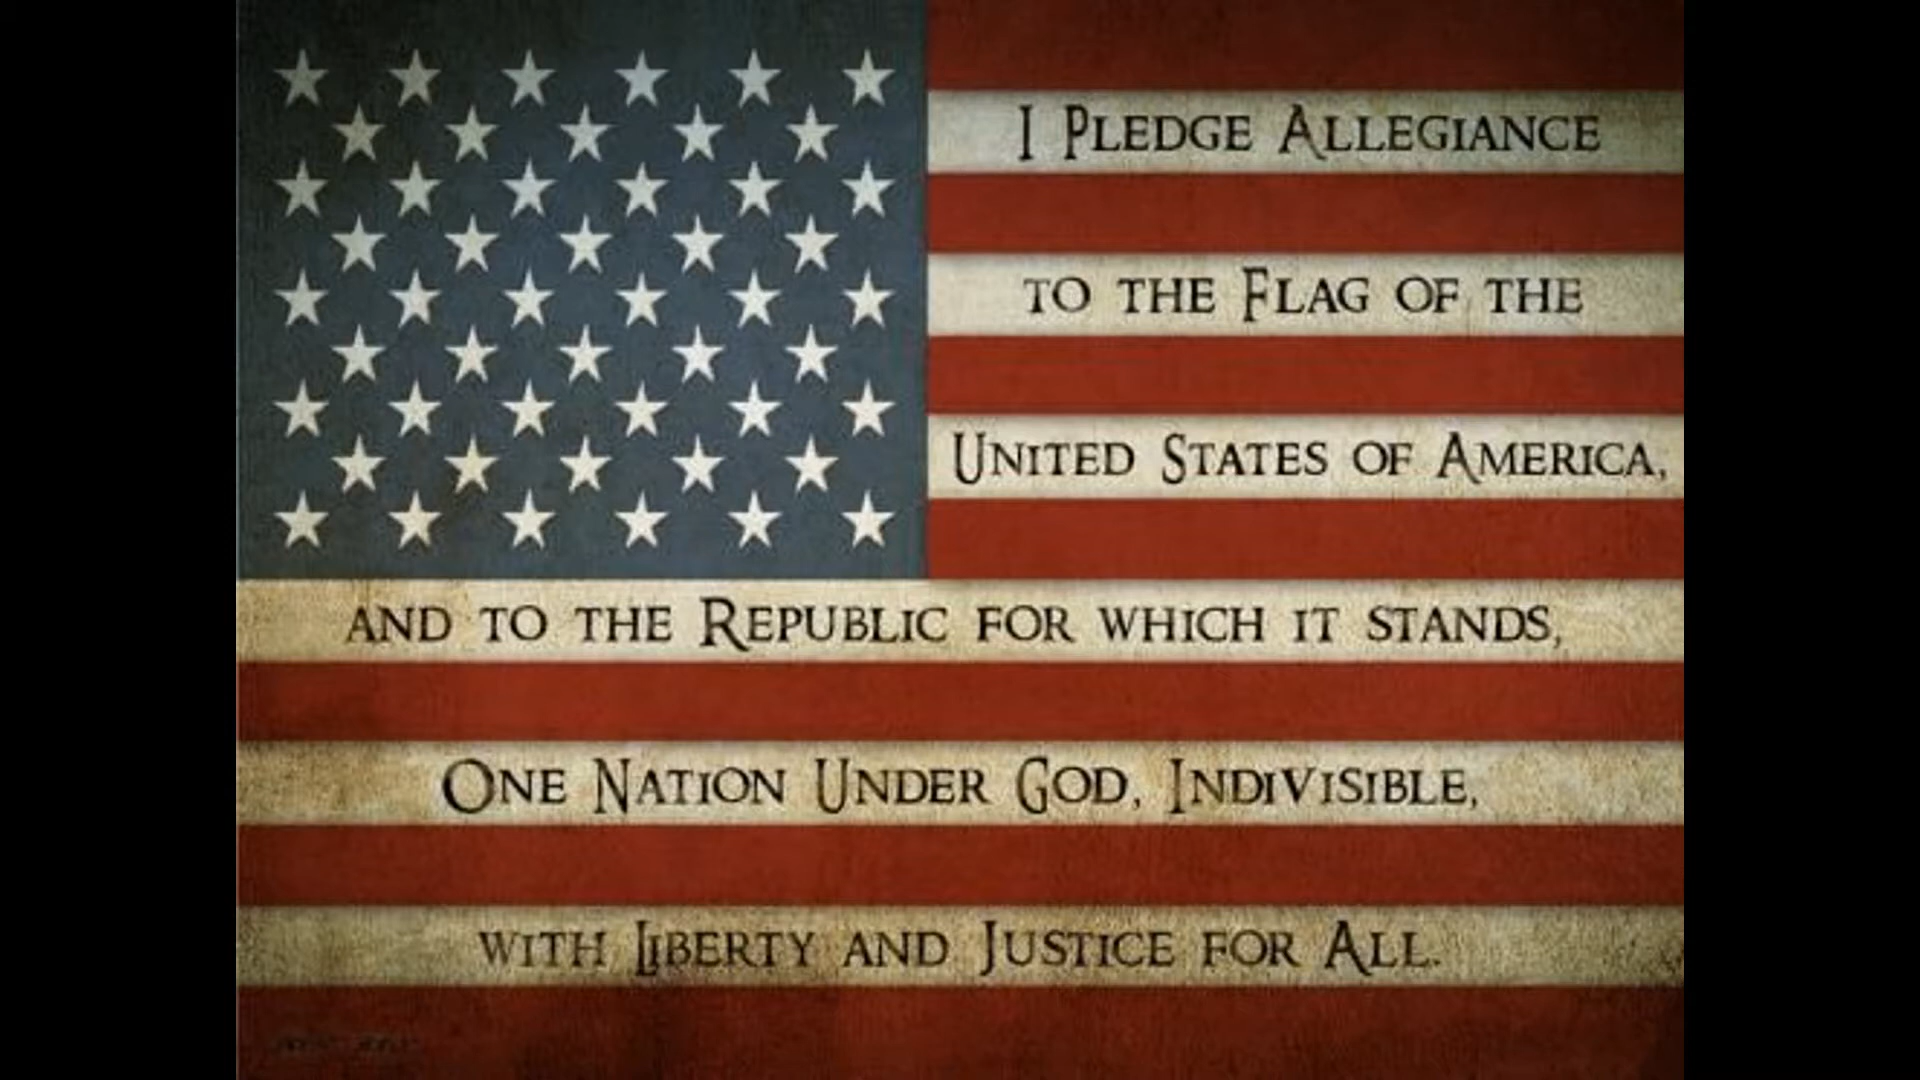 I Pledge Allegiance
to the Flag of the
United States of America,
and to the Republic for which it stands,
One Nation Under God, Indivisible,
with Liberty and Justice for All.